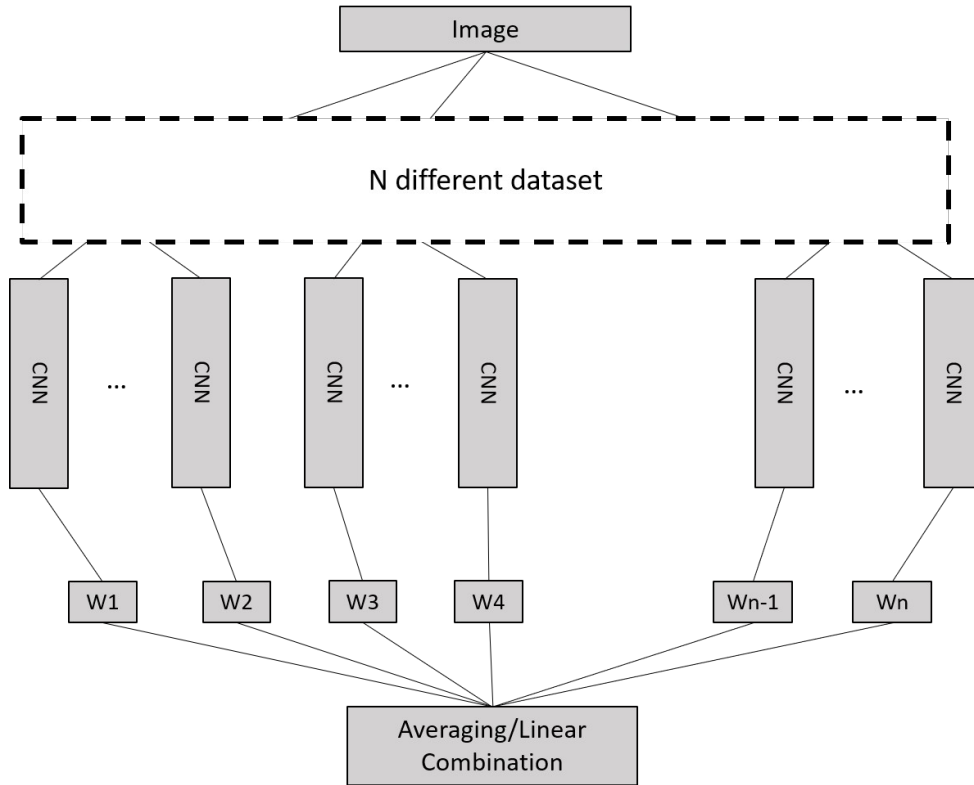 Image
N different dataset
CNN
...
CNN
CNN
...
CNN
CNN
...
CNN
W1
W2
W3
W4
Wn-1
Wn
Averaging/Linear
Combination